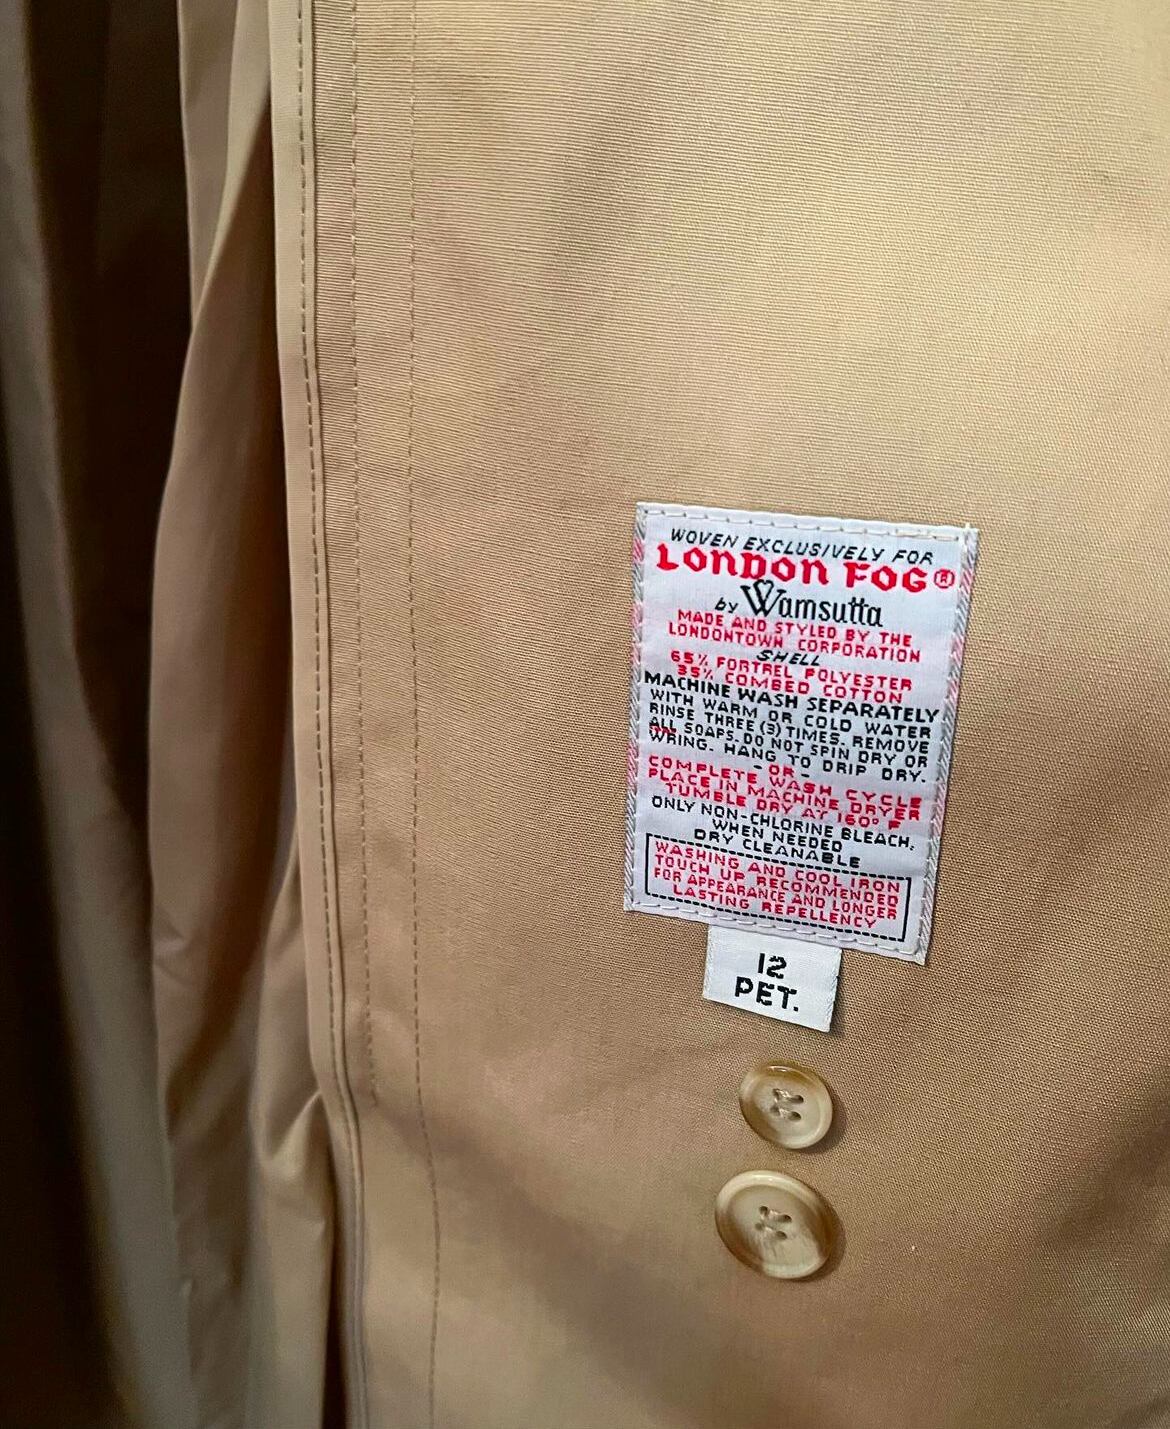 WOVEN EXCLUSIVELY FOR
LONDON FOG®
by Wamsutta
MADE AND STYLED BY THE
LONDONTOWN CORPORATION
SHELL
65% FORTREL POLYESTER
35% COMBED COTTON
MACHINE WASH SEPARATELY
WITH WARM OR COLD WATER
RINSE THREE (3) TIMES. REMOVE
ALL SOAPS. DO NOT SPIN DRY OR
WRING. HANG TO DRIP DRY.
- OR -
COMPLETE WASH CYCLE
PLACE IN MACHINE DRYER
TUMBLE DRY AT 160° F
ONLY NON-CHLORINE BLEACH,
WHEN NEEDED
DRY CLEANABLE
WASHING AND COOL IRON
TOUCH UP RECOMMENDED
FOR APPEARANCE AND LONGER
LASTING REPELLENCY
12
PET.